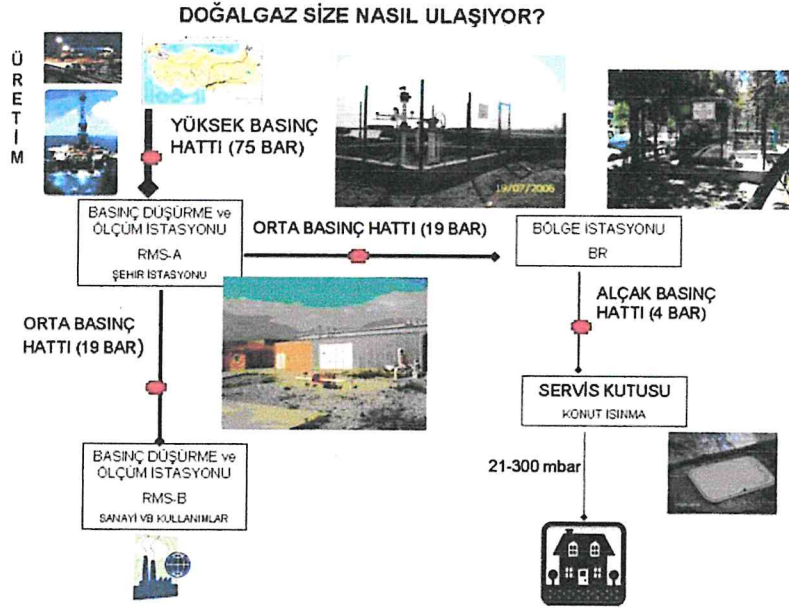 DOĞALGAZ SİZE NASIL ULAŞIYOR?
ÜRETİM
YÜKSEK BASINÇ
HATTI (75 BAR)
19/07/2006
BASINÇ DÜŞÜRME ve
ÖLÇÜM İSTASYONU
RMS-A
ŞEHİR İSTASYONU
ORTA BASINÇ HATTI (19 BAR)
BÖLGE İSTASYONU
BR
ORTA BASINÇ
HATTI (19 BAR)
ALÇAK BASINÇ
HATTI (4 BAR)
SERVİS KUTUSU
KONUT ISINMA
BASINÇ DÜŞÜRME ve
ÖLÇÜM İSTASYONU
RMS-B
SANAYİ VB KULLANIMLAR
21-300 mbar